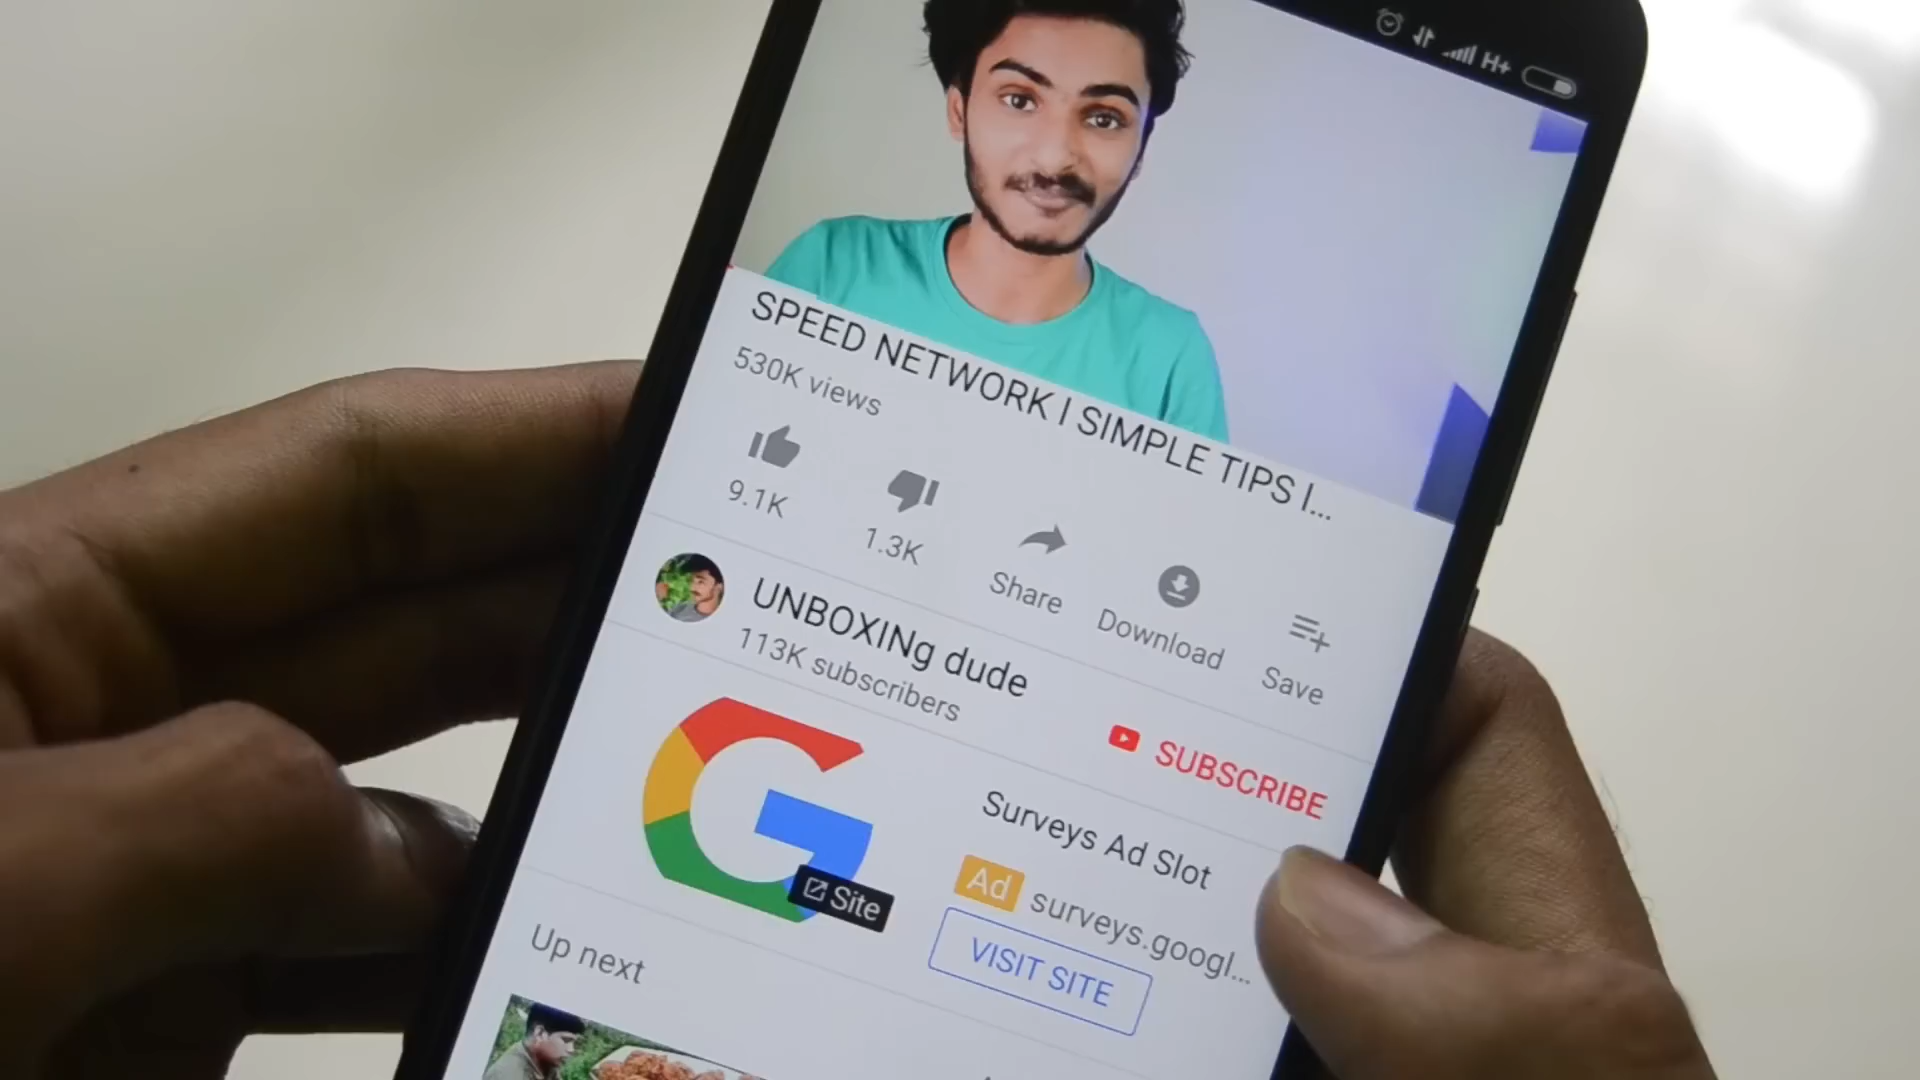 H+
SPEED NETWORK I SIMPLE TIPS I...
530K views
9.1K
1.3K
Share
Download
Save
UNBOXINg dude
113K subscribers
SUBSCRIBE
Surveys Ad Slot
Ad surveys.googl...
Site
VISIT SITE
Up next